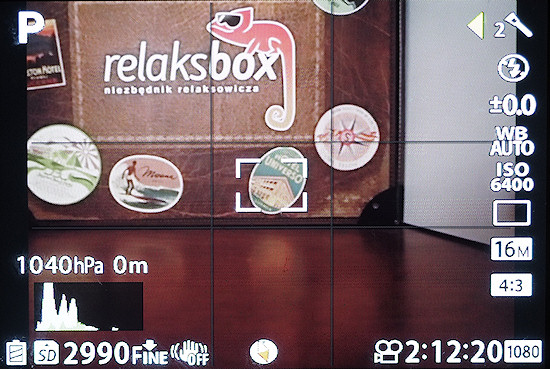 P
2
relaksbox
niezbędnik relaksowicza
±0.0
WB
AUTO
ISO
6400
UNIVERSO
16M
1040hPa 0m
4:3
SD 2990 FINE OFF 2:12:20 1080